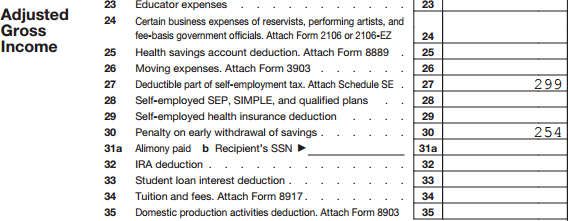 Adjusted
Gross
Income
23 Educator expenses . . . . . . . . . . 23
24 Certain business expenses of reservists, performing artists, and
fee-basis government officials. Attach Form 2106 or 2106-EZ 24
25 Health savings account deduction. Attach Form 8889 . 25
26 Moving expenses. Attach Form 3903 . . . . . . 26
27 Deductible part of self-employment tax. Attach Schedule SE . 27 299
28 Self-employed SEP, SIMPLE, and qualified plans . . 28
29 Self-employed health insurance deduction . . . . 29
30 Penalty on early withdrawal of savings . . . . . . 30 254
31a Alimony paid b Recipient's SSN ▶ 31a
32 IRA deduction . . . . . . . . . . . . . 32
33 Student loan interest deduction . . . . . . . . 33
34 Tuition and fees. Attach Form 8917 . . . . . . . 34
35 Domestic production activities deduction. Attach Form 8903 35